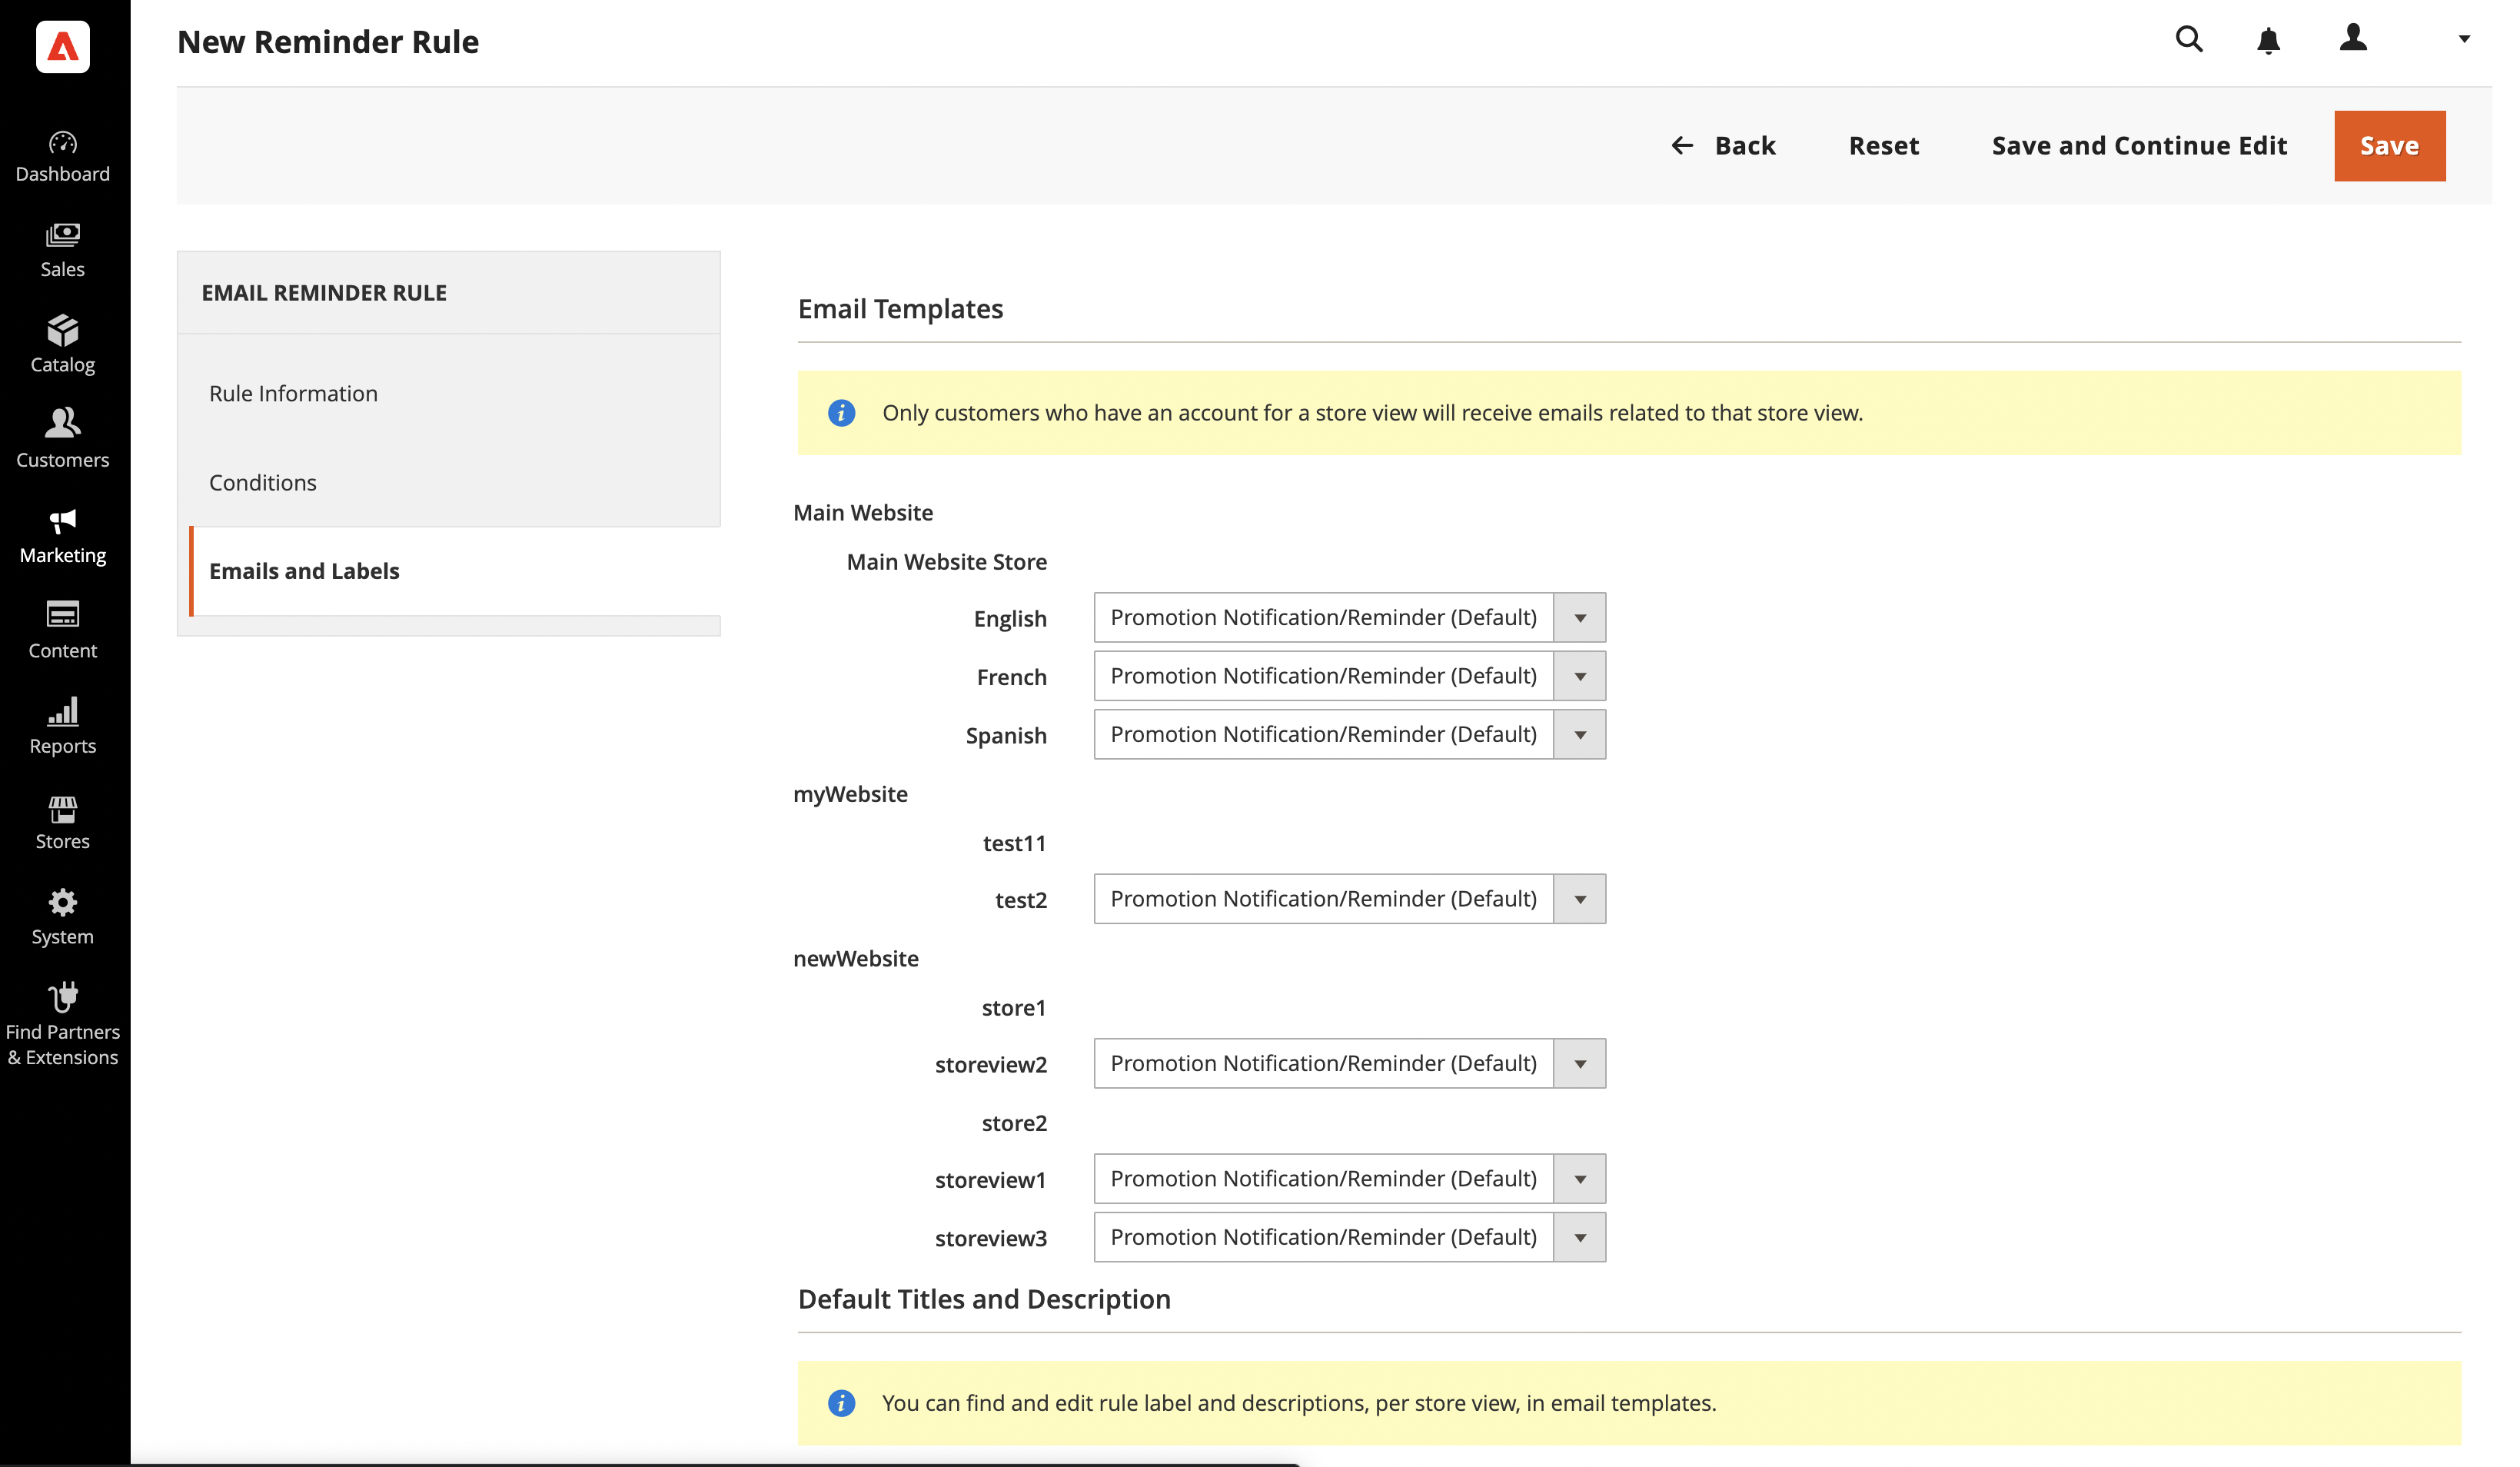 New Reminder Rule
Back
Reset
Save and Continue Edit
Save
Dashboard
Sales
Catalog
Customers
Marketing
Content
Reports
Stores
System
Find Partners
& Extensions
EMAIL REMINDER RULE
Rule Information
Conditions
Emails and Labels
Email Templates
Only customers who have an account for a store view will receive emails related to that store view.
Main Website
Main Website Store
English Promotion Notification/Reminder (Default)
French Promotion Notification/Reminder (Default)
Spanish Promotion Notification/Reminder (Default)
myWebsite
test11
test2 Promotion Notification/Reminder (Default)
newWebsite
store1
storeview2 Promotion Notification/Reminder (Default)
store2
storeview1 Promotion Notification/Reminder (Default)
storeview3 Promotion Notification/Reminder (Default)
Default Titles and Description
You can find and edit rule label and descriptions, per store view, in email templates.